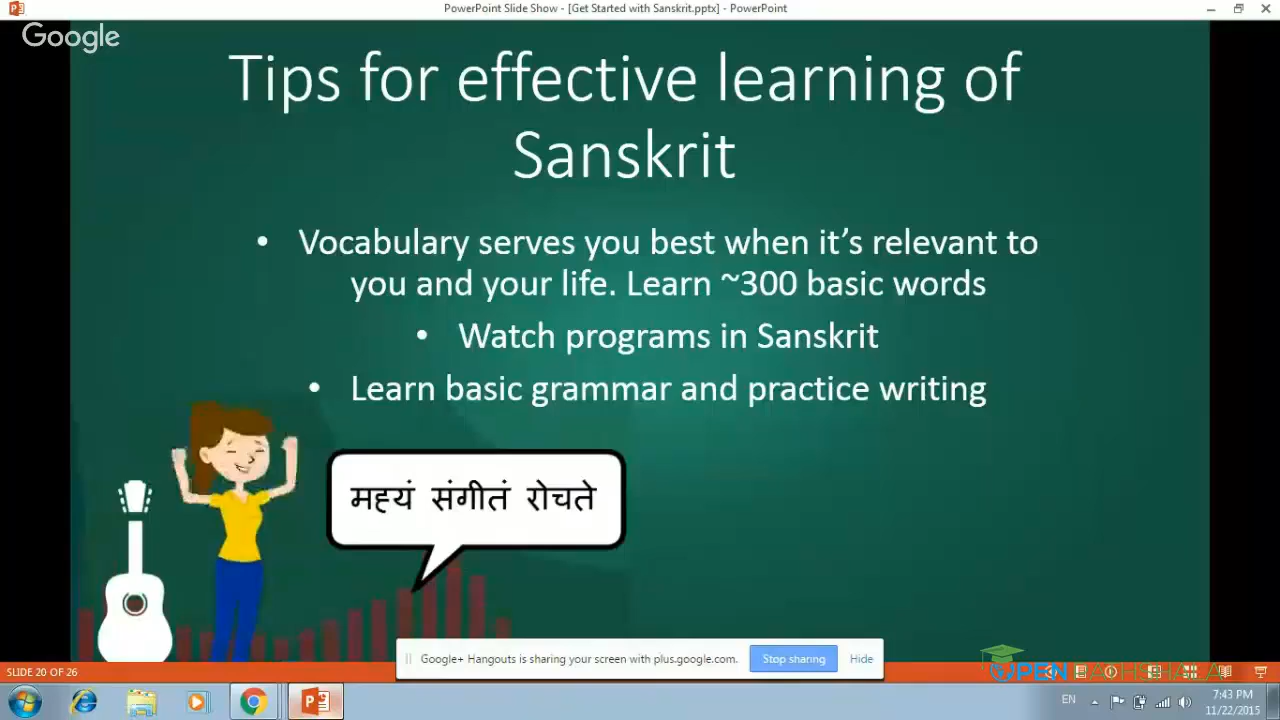 PowerPoint Slide Show - [Get Started with Sanskrit.pptx] - PowerPoint
Google
Tips for effective learning of
Sanskrit
• Vocabulary serves you best when it’s relevant to
you and your life. Learn ~300 basic words
• Watch programs in Sanskrit
• Learn basic grammar and practice writing
मह्यं संगीतं रोचते
Google+ Hangouts is sharing your screen with plus.google.com.
Stop sharing
Hide
SLIDE 20 OF 26
EN
7:43 PM
11/22/2015